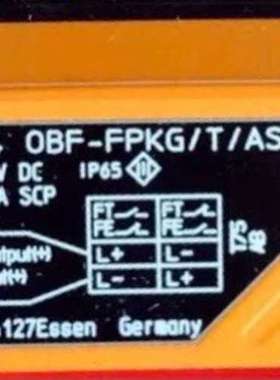 OBF-FPKG/T/AS
V DC IP65
A SCP
FT FT
FE FE
tput(+) L+ L-
t(+) L- L+
127Essen Germany